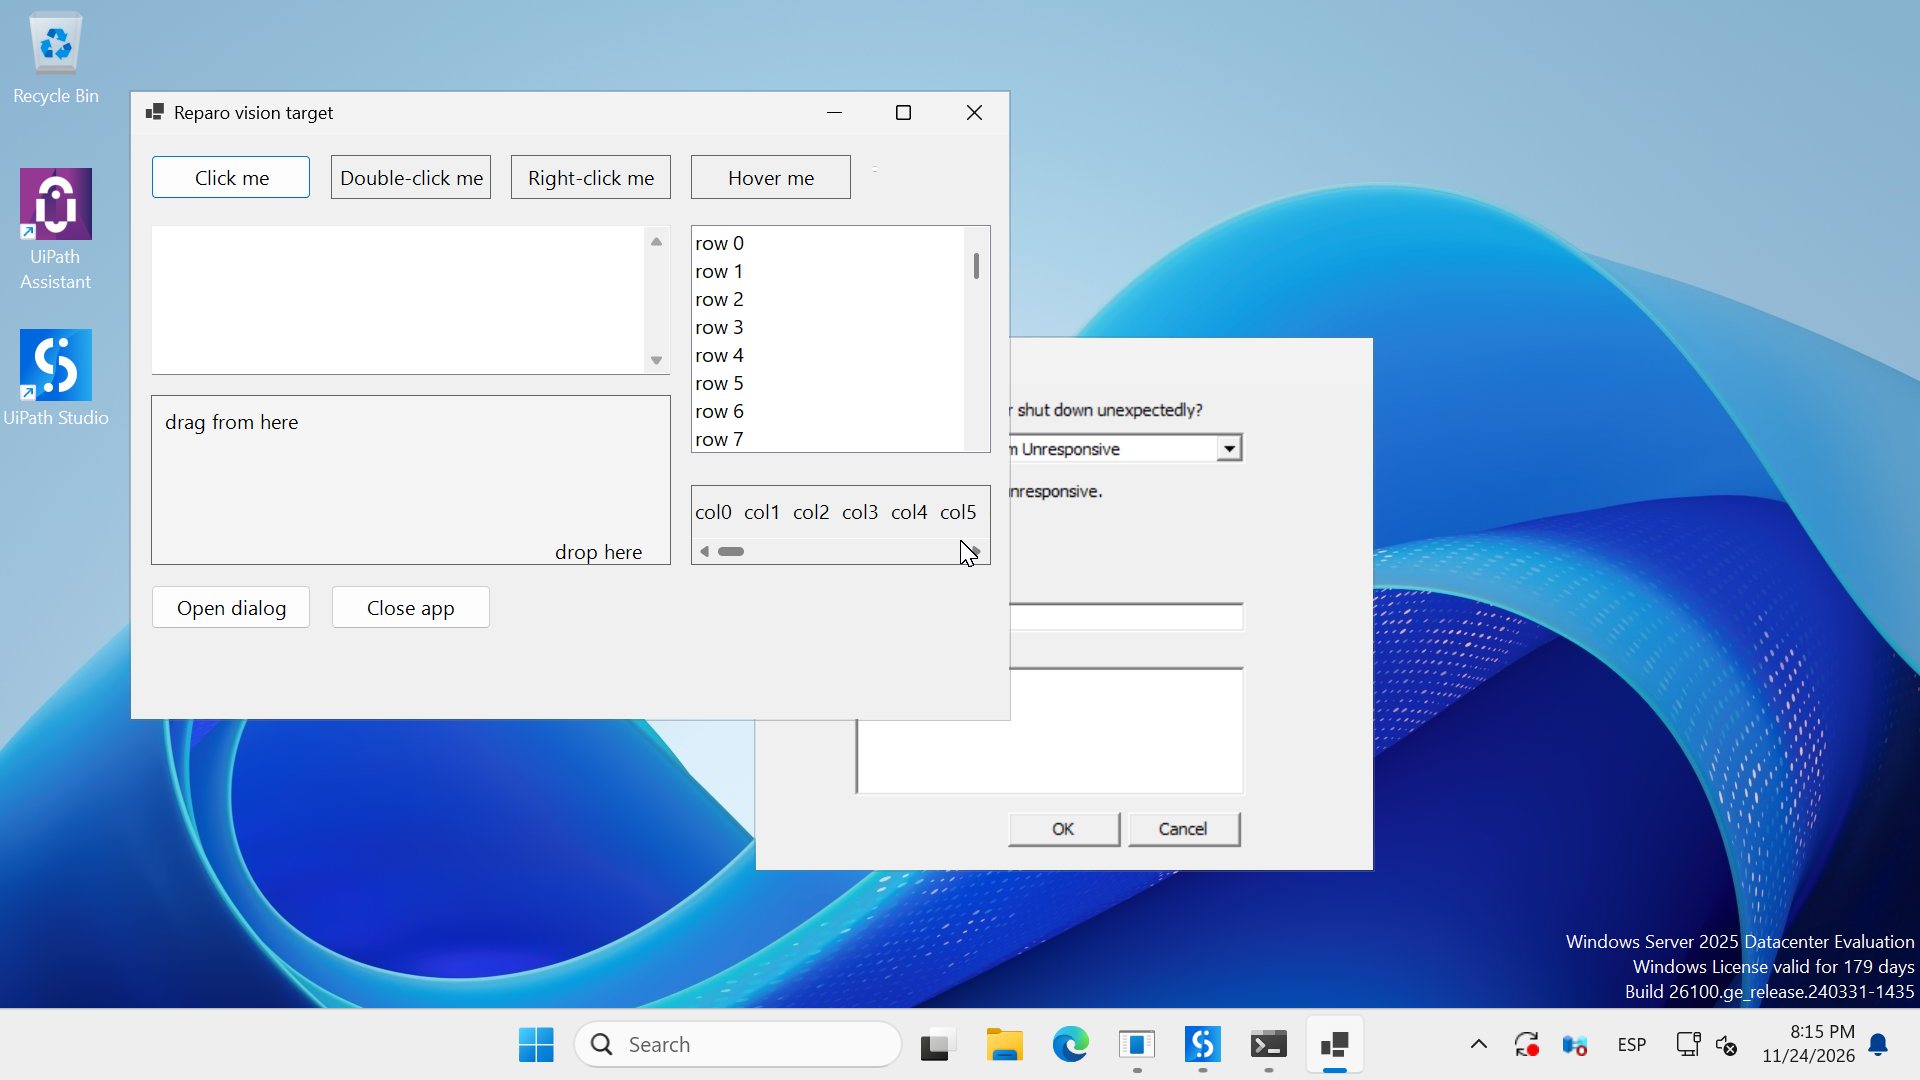 Recycle Bin
UiPath
Assistant
UiPath Studio
Reparo vision target
Click me
Double-click me
Right-click me
Hover me
row 0
row 1
row 2
row 3
row 4
row 5
row 6
row 7
drag from here
drop here
col0 col1 col2 col3 col4 col5
Open dialog
Close app
shut down unexpectedly?
Unresponsive
nresponsive.
OK
Cancel
Windows Server 2025 Datacenter Evaluation
Windows License valid for 179 days
Build 26100.ge_release.240331-1435
Search
ESP
8:15 PM
11/24/2026